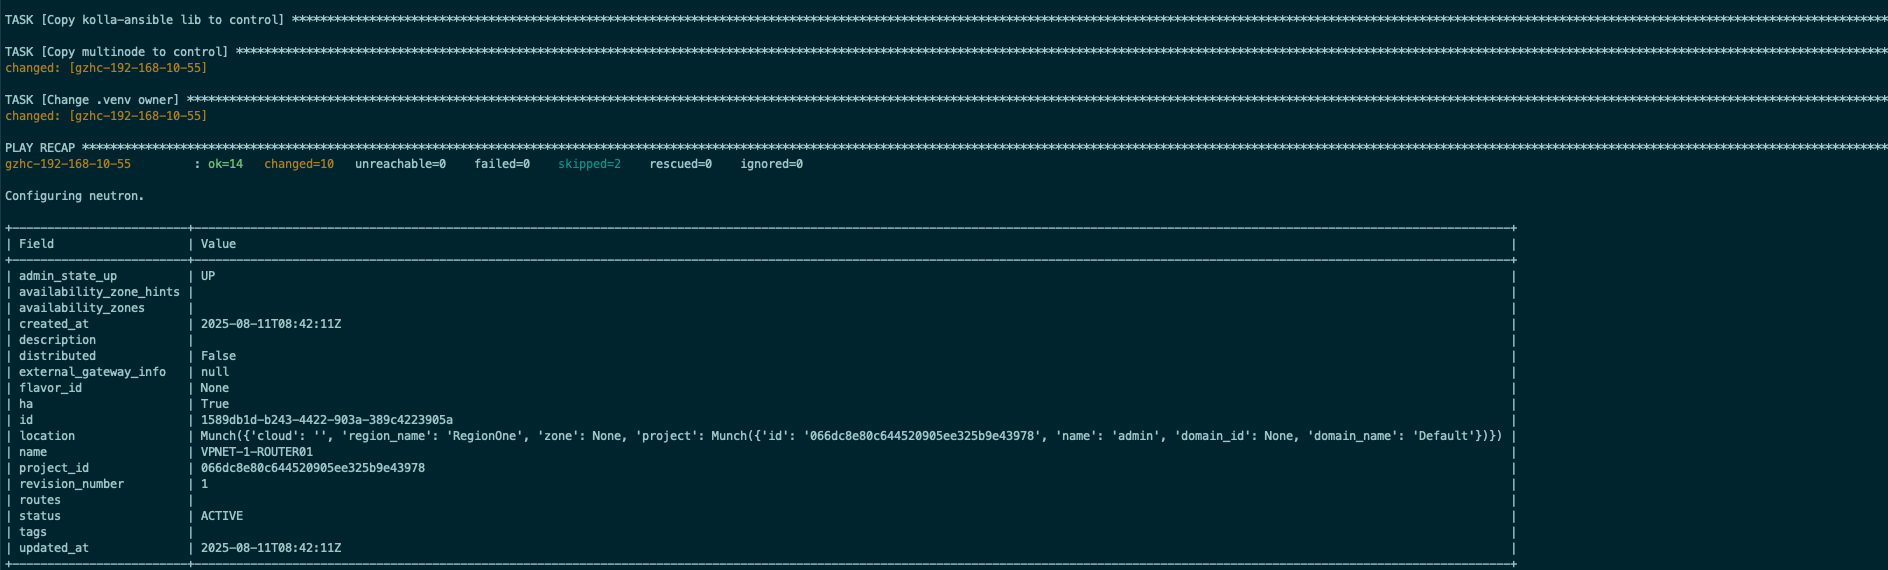 TASK [Copy kolla-ansible lib to control] ****************************************************************************************************
TASK [Copy multinode to control] ****************************************************************************************************
changed: [gzhc-192-168-10-55]
TASK [Change .venv owner] ****************************************************************************************************
changed: [gzhc-192-168-10-55]
PLAY RECAP ****************************************************************************************************
gzhc-192-168-10-55 : ok=14 changed=10 unreachable=0 failed=0 skipped=2 rescued=0 ignored=0
Configuring neutron.
| Field | Value |
| admin_state_up | UP |
| availability_zone_hints | |
| availability_zones | |
| created_at | 2025-08-11T08:42:11Z |
| description | |
| distributed | False |
| external_gateway_info | null |
| flavor_id | None |
| ha | True |
| id | 1589db1d-b243-4422-903a-389c4223905a |
| location | Munch({'cloud': '', 'region_name': 'RegionOne', 'zone': None, 'project': Munch({'id': '066dc8e80c644520905ee325b9e43978', 'name': 'admin', 'domain_id': None, 'domain_name': 'Default'})}) |
| name | VPNET-1-ROUTER01 |
| project_id | 066dc8e80c644520905ee325b9e43978 |
| revision_number | 1 |
| routes | |
| status | ACTIVE |
| tags | |
| updated_at | 2025-08-11T08:42:11Z |